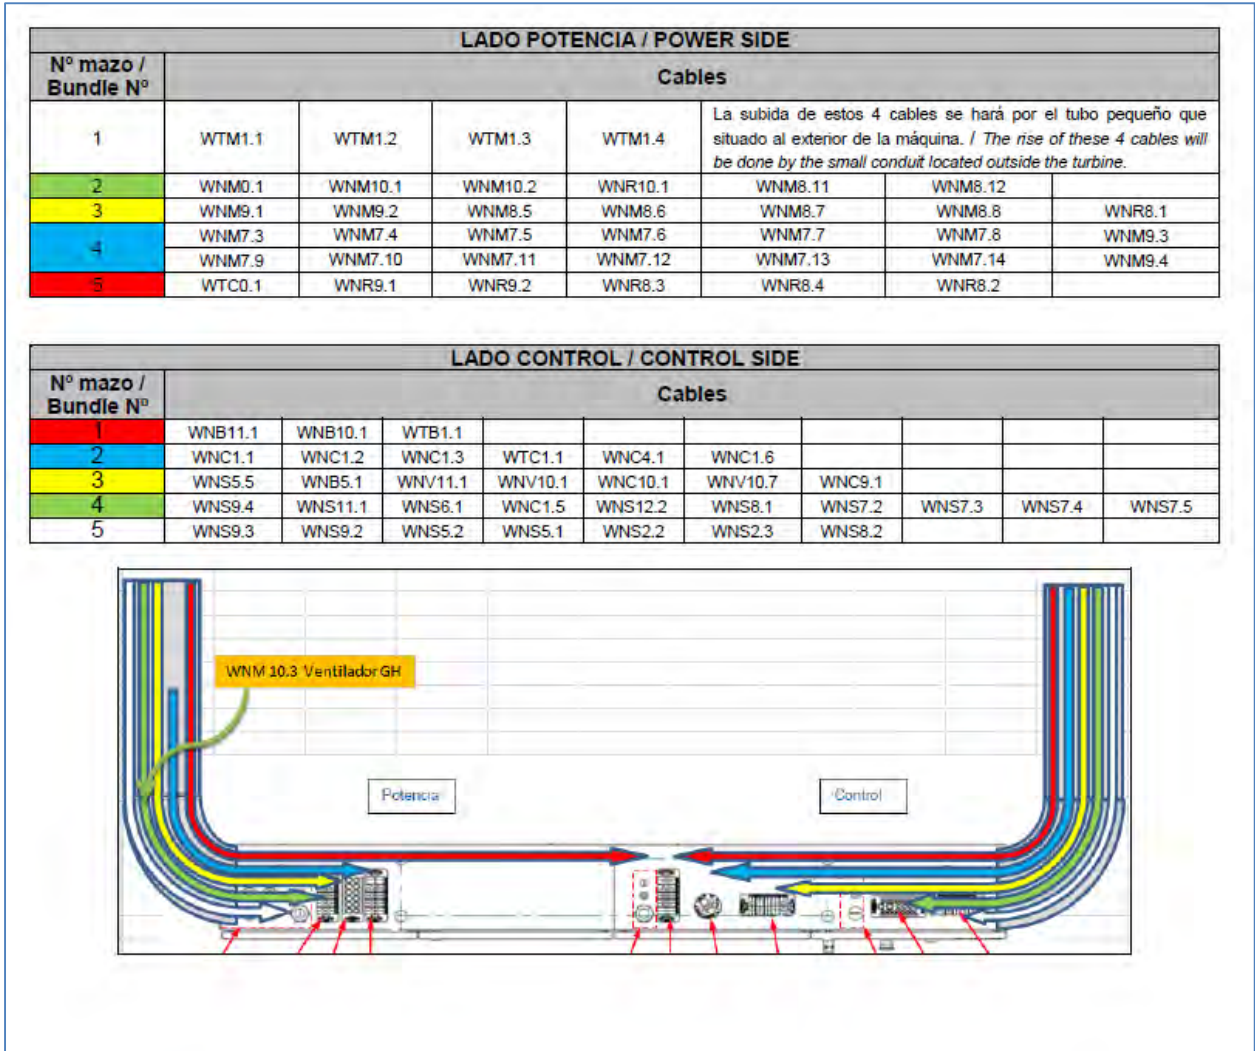 LADO POTENCIA / POWER SIDE
Nº mazo /
Bundle Nº
Cables
1 WTM1.1 WTM1.2 WTM1.3 WTM1.4 La subida de estos 4 cables se hará por el tubo pequeño que
situado al exterior de la máquina. / The rise of these 4 cables will
be done by the small conduit located outside the turbine.
2 WNM0.1 WNM10.1 WNM10.2 WNR10.1 WNM8.11 WNM8.12
3 WNM9.1 WNM9.2 WNM8.5 WNM8.6 WNM8.7 WNM8.8 WNR8.1
4 WNM7.3 WNM7.4 WNM7.5 WNM7.6 WNM7.7 WNM7.8 WNM9.3
WNM7.9 WNM7.10 WNM7.11 WNM7.12 WNM7.13 WNM7.14 WNM9.4
5 WTC0.1 WNR9.1 WNR9.2 WNR8.3 WNR8.4 WNR8.2
LADO CONTROL / CONTROL SIDE
Nº mazo /
Bundle Nº
Cables
1 WNB11.1 WNB10.1 WTB1.1
2 WNC1.1 WNC1.2 WNC1.3 WTC1.1 WNC4.1 WNC1.6
3 WNS5.5 WNB5.1 WNV11.1 WNV10.1 WNC10.1 WNV10.7 WNC9.1
4 WNS9.4 WNS11.1 WNS6.1 WNC1.5 WNS12.2 WNS8.1 WNS7.2 WNS7.3 WNS7.4 WNS7.5
5 WNS9.3 WNS9.2 WNS5.2 WNS5.1 WNS2.2 WNS2.3 WNS8.2
WNM 10.3 Ventilador GH
Potencia
Control